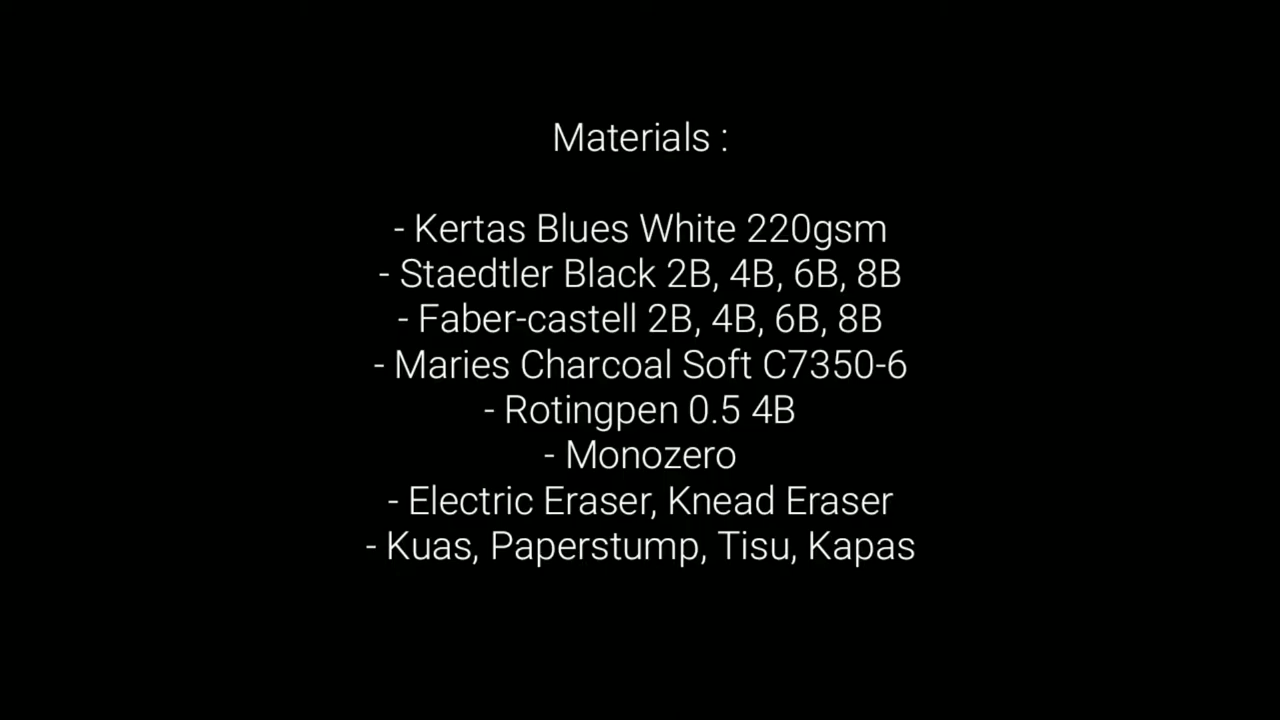 Materials :
- Kertas Blues White 220gsm
- Staedtler Black 2B, 4B, 6B, 8B
- Faber-castell 2B, 4B, 6B, 8B
- Maries Charcoal Soft C7350-6
- Rotingpen 0.5 4B
- Monozero
- Electric Eraser, Knead Eraser
- Kuas, Paperstump, Tisu, Kapas